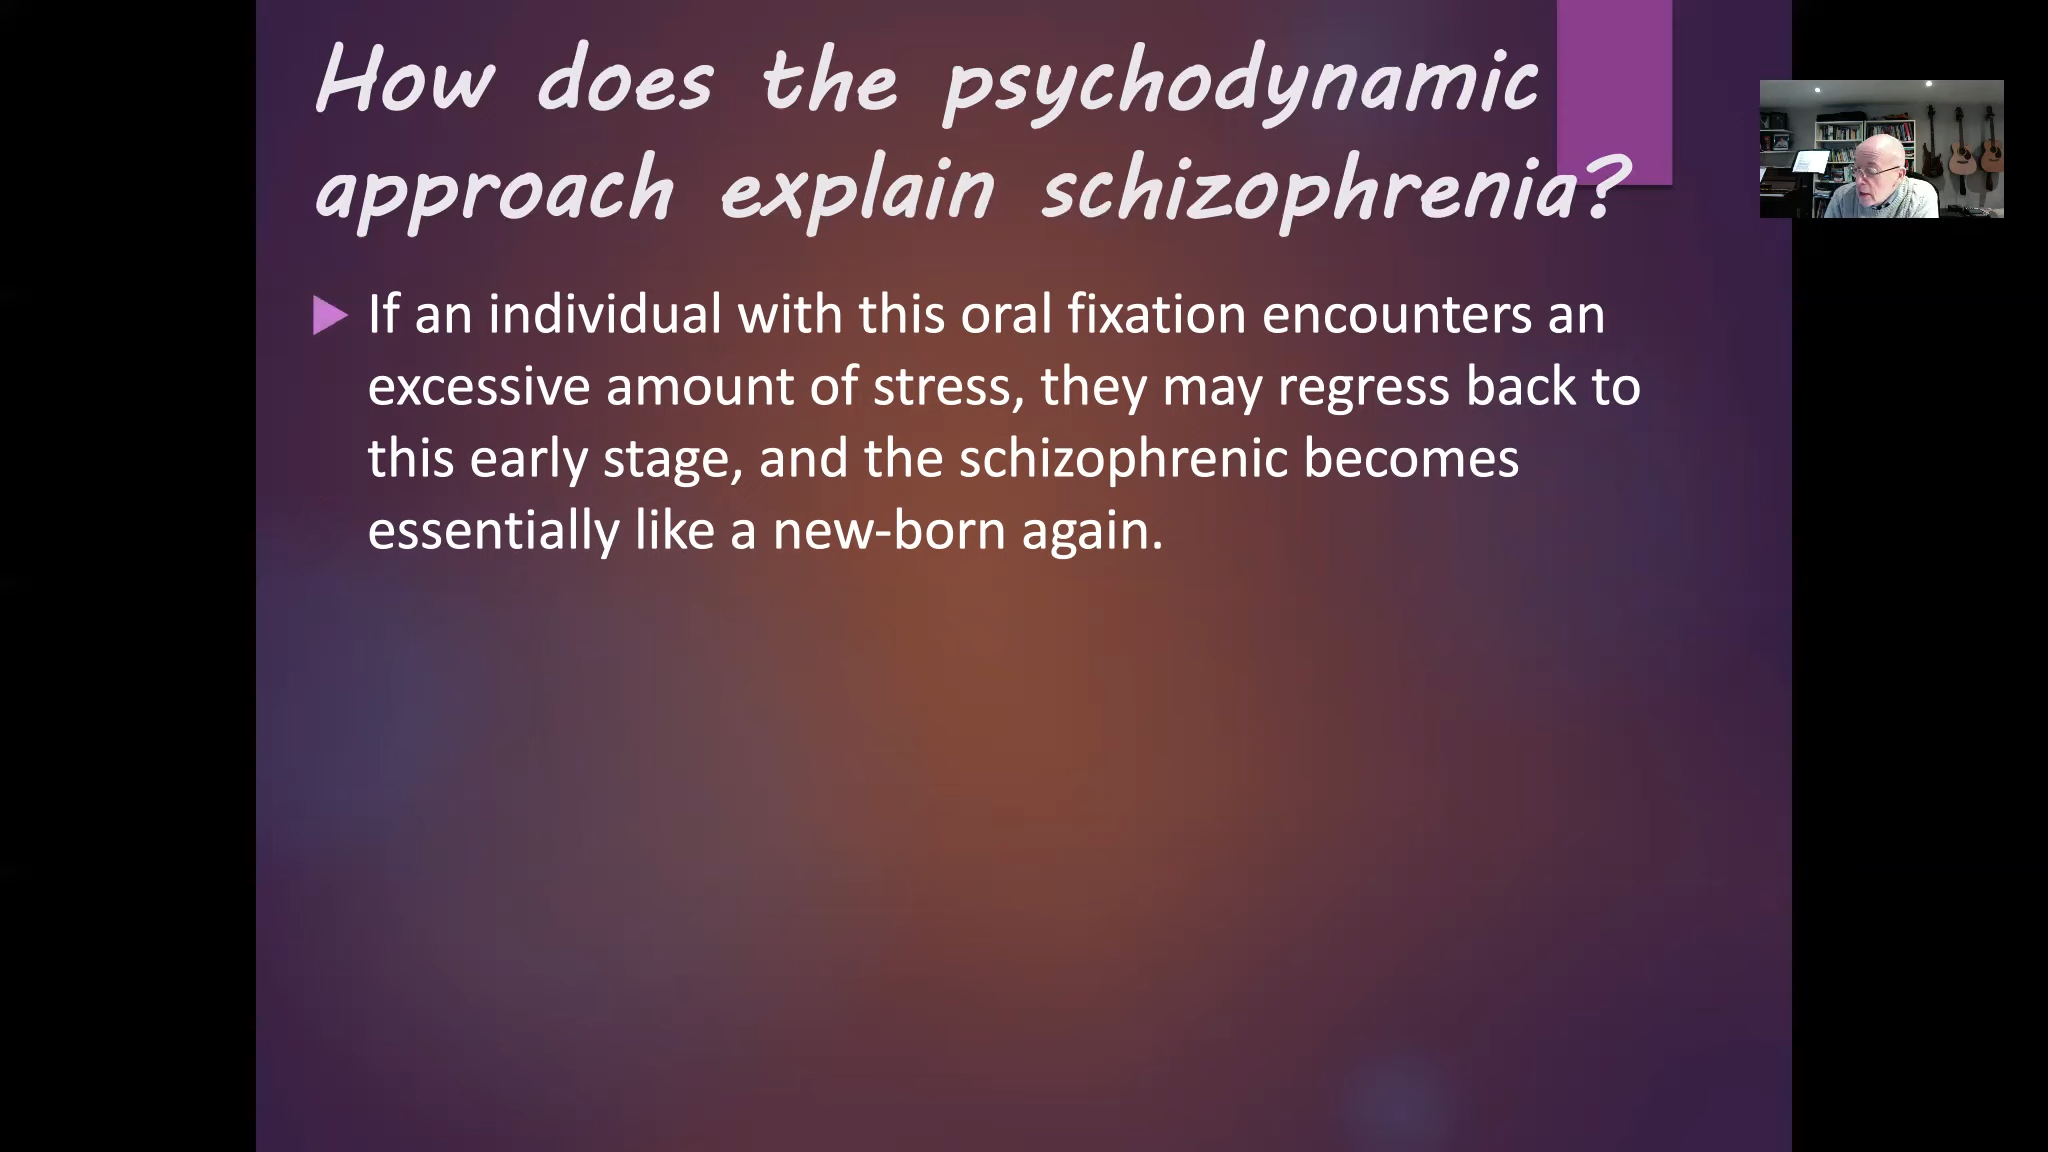 How does the psychodynamic
approach explain schizophrenia?
If an individual with this oral fixation encounters an
excessive amount of stress, they may regress back to
this early stage, and the schizophrenic becomes
essentially like a new-born again.